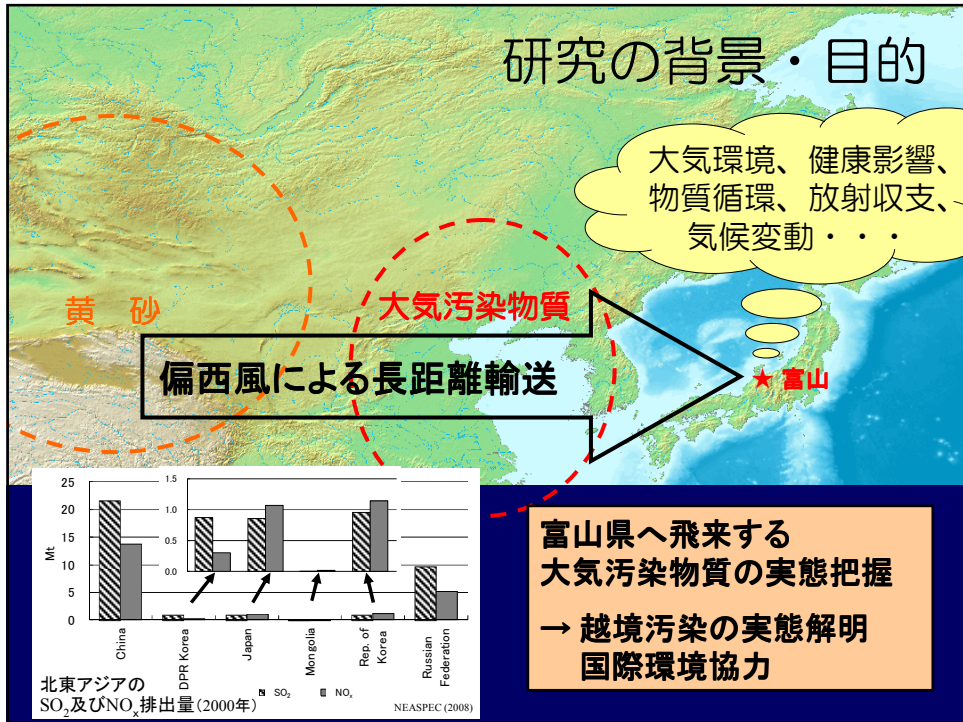 研究の背景・目的
大気環境、健康影響、
物質循環、放射収支、
気候変動・・・
黄 砂
大気汚染物質
偏西風による長距離輸送
★ 富山
25
20
15
10
5
0
Mt
1.5
1.0
0.5
0.0
China
DPR Korea
Japan
Mongolia
Rep. of
Korea
Russian
Federation
SO₂
NOₓ
北東アジアの
SO₂及びNOₓ排出量(2000年)
NEASPEC (2008)
富山県へ飛来する
大気汚染物質の実態把握
→ 越境汚染の実態解明
国際環境協力